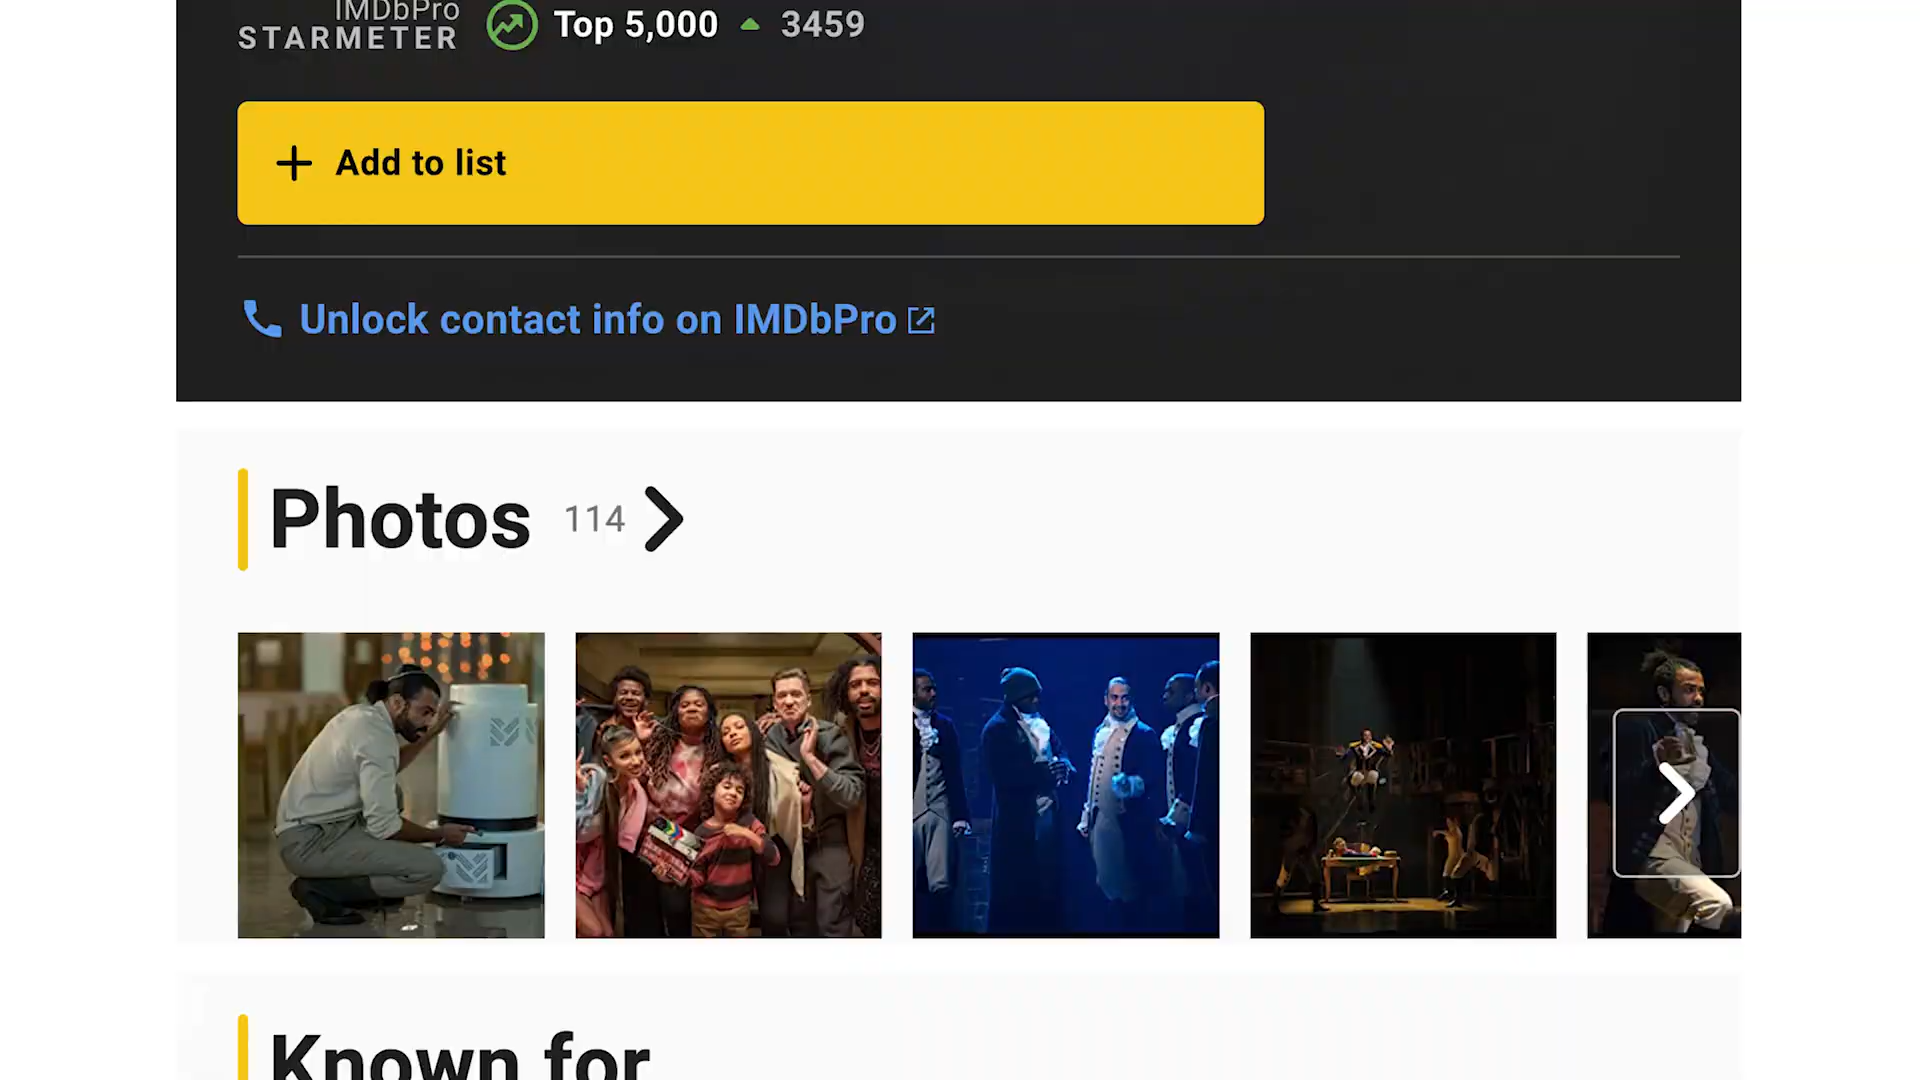 IMDbPro
STARMETER Top 5,000 3459
Add to list
Unlock contact info on IMDbPro
Photos 114
Known for